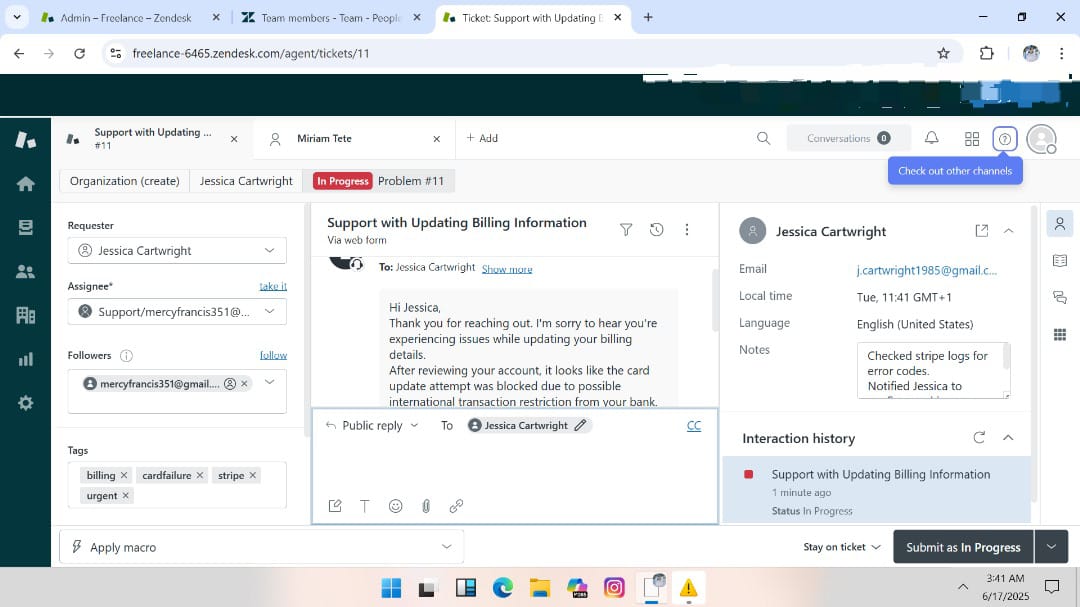 Admin – Freelance – Zendesk
Team members - Team - People
Ticket: Support with Updating B
freelance-6465.zendesk.com/agent/tickets/11
Support with Updating ...
#11
Miriam Tete
+ Add
Conversations 0
Check out other channels
Organization (create)
Jessica Cartwright
In Progress Problem #11
Requester
Jessica Cartwright
Assignee*
take it
Support/mercyfrancis351@...
Followers
follow
mercyfrancis351@gmail....
Tags
billing
cardfailure
stripe
urgent
Support with Updating Billing Information
Via web form
To: Jessica Cartwright Show more
Hi Jessica,
Thank you for reaching out. I'm sorry to hear you're
experiencing issues while updating your billing
details.
After reviewing your account, it looks like the card
update attempt was blocked due to possible
international transaction restriction from your bank.
Public reply
To
Jessica Cartwright
CC
Jessica Cartwright
Email
j.cartwright1985@gmail.c...
Local time
Tue, 11:41 GMT+1
Language
English (United States)
Notes
Checked stripe logs for
error codes.
Notified Jessica to
Interaction history
Support with Updating Billing Information
1 minute ago
Status In Progress
Apply macro
Stay on ticket
Submit as In Progress
3:41 AM
6/17/2025